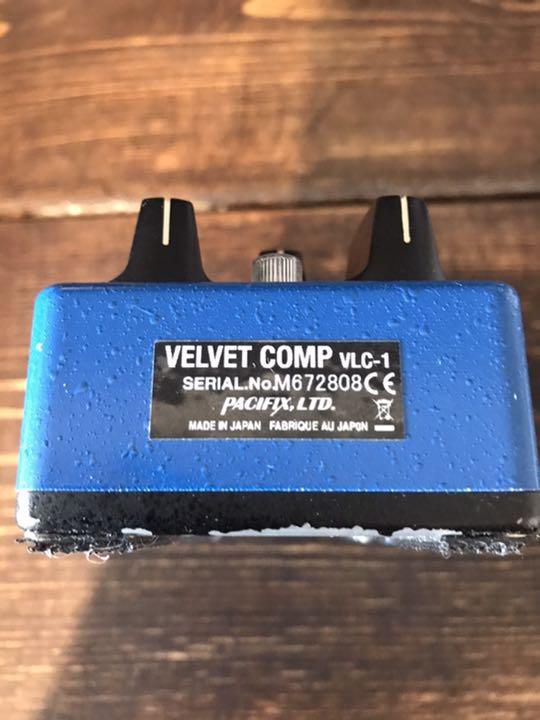 VELVET COMP VLC-1
SERIAL.No.M672808 CE
PACIFIX, LTD.
MADE IN JAPAN FABRIQUE AU JAPON